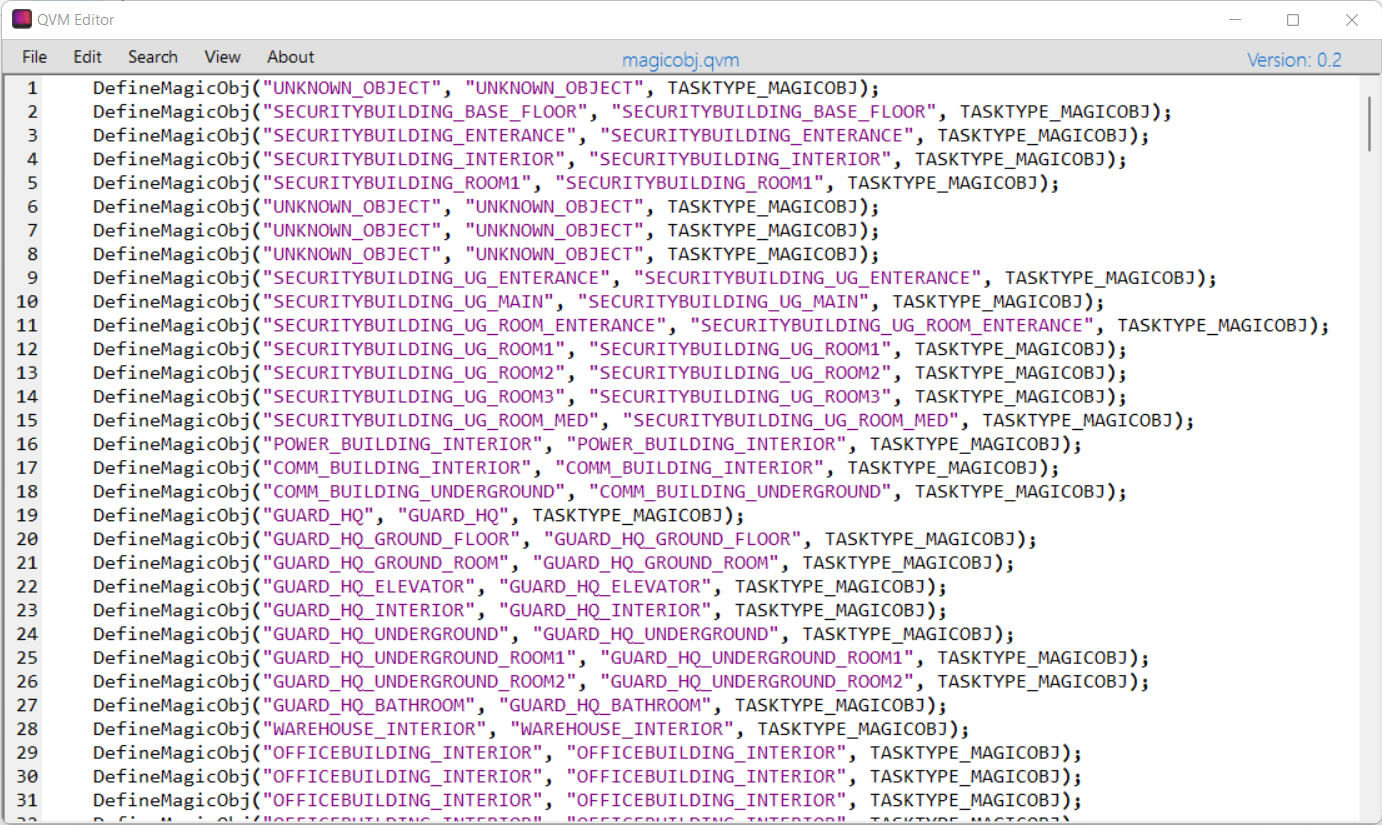 QVM Editor
File Edit Search View About magicobj.qvm Version: 0.2
1 DefineMagicObj("UNKNOWN_OBJECT", "UNKNOWN_OBJECT", TASKTYPE_MAGICOBJ);
2 DefineMagicObj("SECURITYBUILDING_BASE_FLOOR", "SECURITYBUILDING_BASE_FLOOR", TASKTYPE_MAGICOBJ);
3 DefineMagicObj("SECURITYBUILDING_ENTERANCE", "SECURITYBUILDING_ENTERANCE", TASKTYPE_MAGICOBJ);
4 DefineMagicObj("SECURITYBUILDING_INTERIOR", "SECURITYBUILDING_INTERIOR", TASKTYPE_MAGICOBJ);
5 DefineMagicObj("SECURITYBUILDING_ROOM1", "SECURITYBUILDING_ROOM1", TASKTYPE_MAGICOBJ);
6 DefineMagicObj("UNKNOWN_OBJECT", "UNKNOWN_OBJECT", TASKTYPE_MAGICOBJ);
7 DefineMagicObj("UNKNOWN_OBJECT", "UNKNOWN_OBJECT", TASKTYPE_MAGICOBJ);
8 DefineMagicObj("UNKNOWN_OBJECT", "UNKNOWN_OBJECT", TASKTYPE_MAGICOBJ);
9 DefineMagicObj("SECURITYBUILDING_UG_ENTERANCE", "SECURITYBUILDING_UG_ENTERANCE", TASKTYPE_MAGICOBJ);
10 DefineMagicObj("SECURITYBUILDING_UG_MAIN", "SECURITYBUILDING_UG_MAIN", TASKTYPE_MAGICOBJ);
11 DefineMagicObj("SECURITYBUILDING_UG_ROOM_ENTERANCE", "SECURITYBUILDING_UG_ROOM_ENTERANCE", TASKTYPE_MAGICOBJ);
12 DefineMagicObj("SECURITYBUILDING_UG_ROOM1", "SECURITYBUILDING_UG_ROOM1", TASKTYPE_MAGICOBJ);
13 DefineMagicObj("SECURITYBUILDING_UG_ROOM2", "SECURITYBUILDING_UG_ROOM2", TASKTYPE_MAGICOBJ);
14 DefineMagicObj("SECURITYBUILDING_UG_ROOM3", "SECURITYBUILDING_UG_ROOM3", TASKTYPE_MAGICOBJ);
15 DefineMagicObj("SECURITYBUILDING_UG_ROOM_MED", "SECURITYBUILDING_UG_ROOM_MED", TASKTYPE_MAGICOBJ);
16 DefineMagicObj("POWER_BUILDING_INTERIOR", "POWER_BUILDING_INTERIOR", TASKTYPE_MAGICOBJ);
17 DefineMagicObj("COMM_BUILDING_INTERIOR", "COMM_BUILDING_INTERIOR", TASKTYPE_MAGICOBJ);
18 DefineMagicObj("COMM_BUILDING_UNDERGROUND", "COMM_BUILDING_UNDERGROUND", TASKTYPE_MAGICOBJ);
19 DefineMagicObj("GUARD_HQ", "GUARD_HQ", TASKTYPE_MAGICOBJ);
20 DefineMagicObj("GUARD_HQ_GROUND_FLOOR", "GUARD_HQ_GROUND_FLOOR", TASKTYPE_MAGICOBJ);
21 DefineMagicObj("GUARD_HQ_GROUND_ROOM", "GUARD_HQ_GROUND_ROOM", TASKTYPE_MAGICOBJ);
22 DefineMagicObj("GUARD_HQ_ELEVATOR", "GUARD_HQ_ELEVATOR", TASKTYPE_MAGICOBJ);
23 DefineMagicObj("GUARD_HQ_INTERIOR", "GUARD_HQ_INTERIOR", TASKTYPE_MAGICOBJ);
24 DefineMagicObj("GUARD_HQ_UNDERGROUND", "GUARD_HQ_UNDERGROUND", TASKTYPE_MAGICOBJ);
25 DefineMagicObj("GUARD_HQ_UNDERGROUND_ROOM1", "GUARD_HQ_UNDERGROUND_ROOM1", TASKTYPE_MAGICOBJ);
26 DefineMagicObj("GUARD_HQ_UNDERGROUND_ROOM2", "GUARD_HQ_UNDERGROUND_ROOM2", TASKTYPE_MAGICOBJ);
27 DefineMagicObj("GUARD_HQ_BATHROOM", "GUARD_HQ_BATHROOM", TASKTYPE_MAGICOBJ);
28 DefineMagicObj("WAREHOUSE_INTERIOR", "WAREHOUSE_INTERIOR", TASKTYPE_MAGICOBJ);
29 DefineMagicObj("OFFICEBUILDING_INTERIOR", "OFFICEBUILDING_INTERIOR", TASKTYPE_MAGICOBJ);
30 DefineMagicObj("OFFICEBUILDING_INTERIOR", "OFFICEBUILDING_INTERIOR", TASKTYPE_MAGICOBJ);
31 DefineMagicObj("OFFICEBUILDING_INTERIOR", "OFFICEBUILDING_INTERIOR", TASKTYPE_MAGICOBJ);